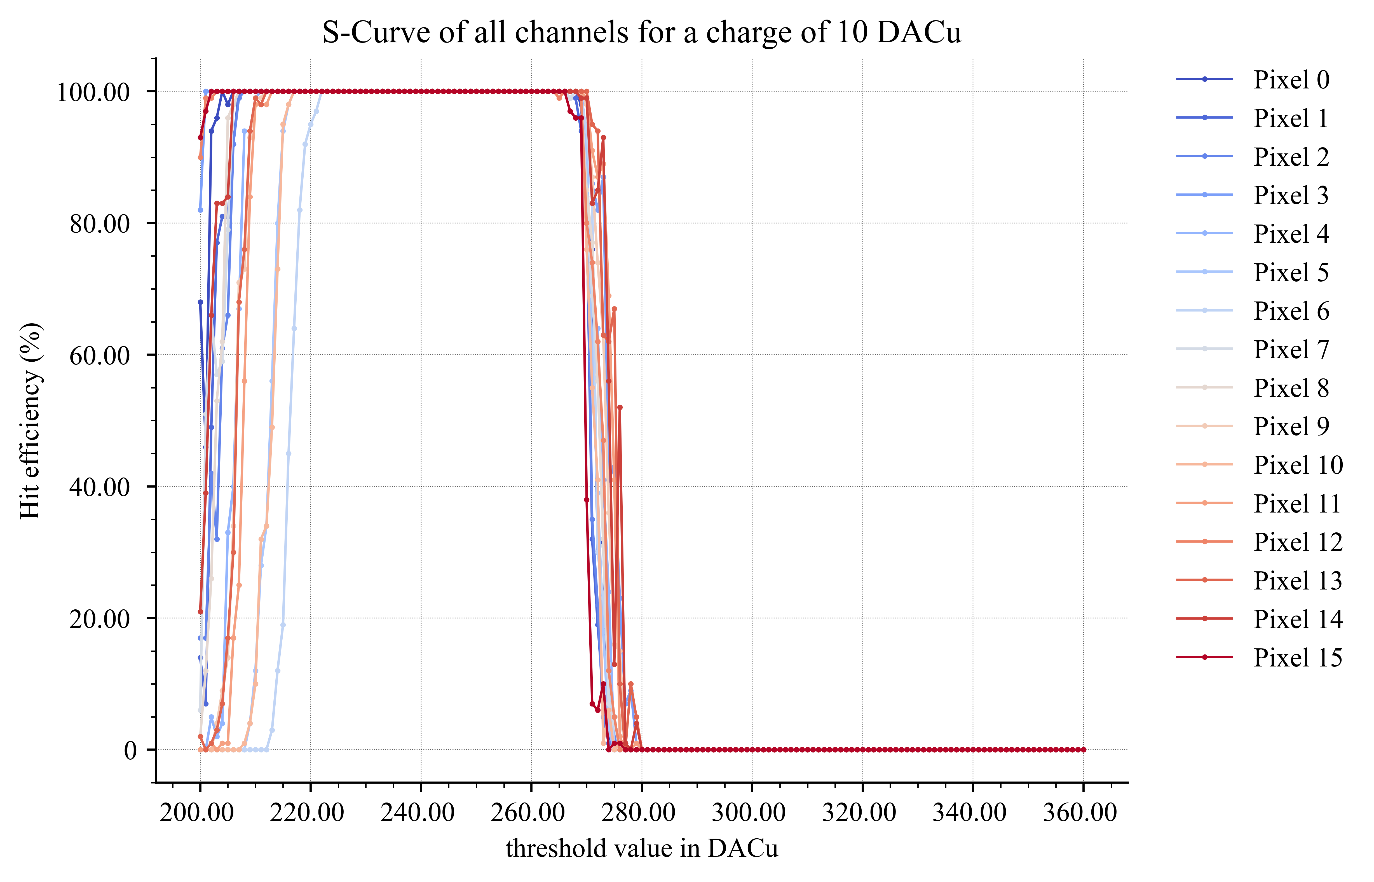 S-Curve of all channels for a charge of 10 DACu
100.00
80.00
60.00
40.00
20.00
0
Hit efficiency (%)
200.00 220.00 240.00 260.00 280.00 300.00 320.00 340.00 360.00
threshold value in DACu
Pixel 0
Pixel 1
Pixel 2
Pixel 3
Pixel 4
Pixel 5
Pixel 6
Pixel 7
Pixel 8
Pixel 9
Pixel 10
Pixel 11
Pixel 12
Pixel 13
Pixel 14
Pixel 15